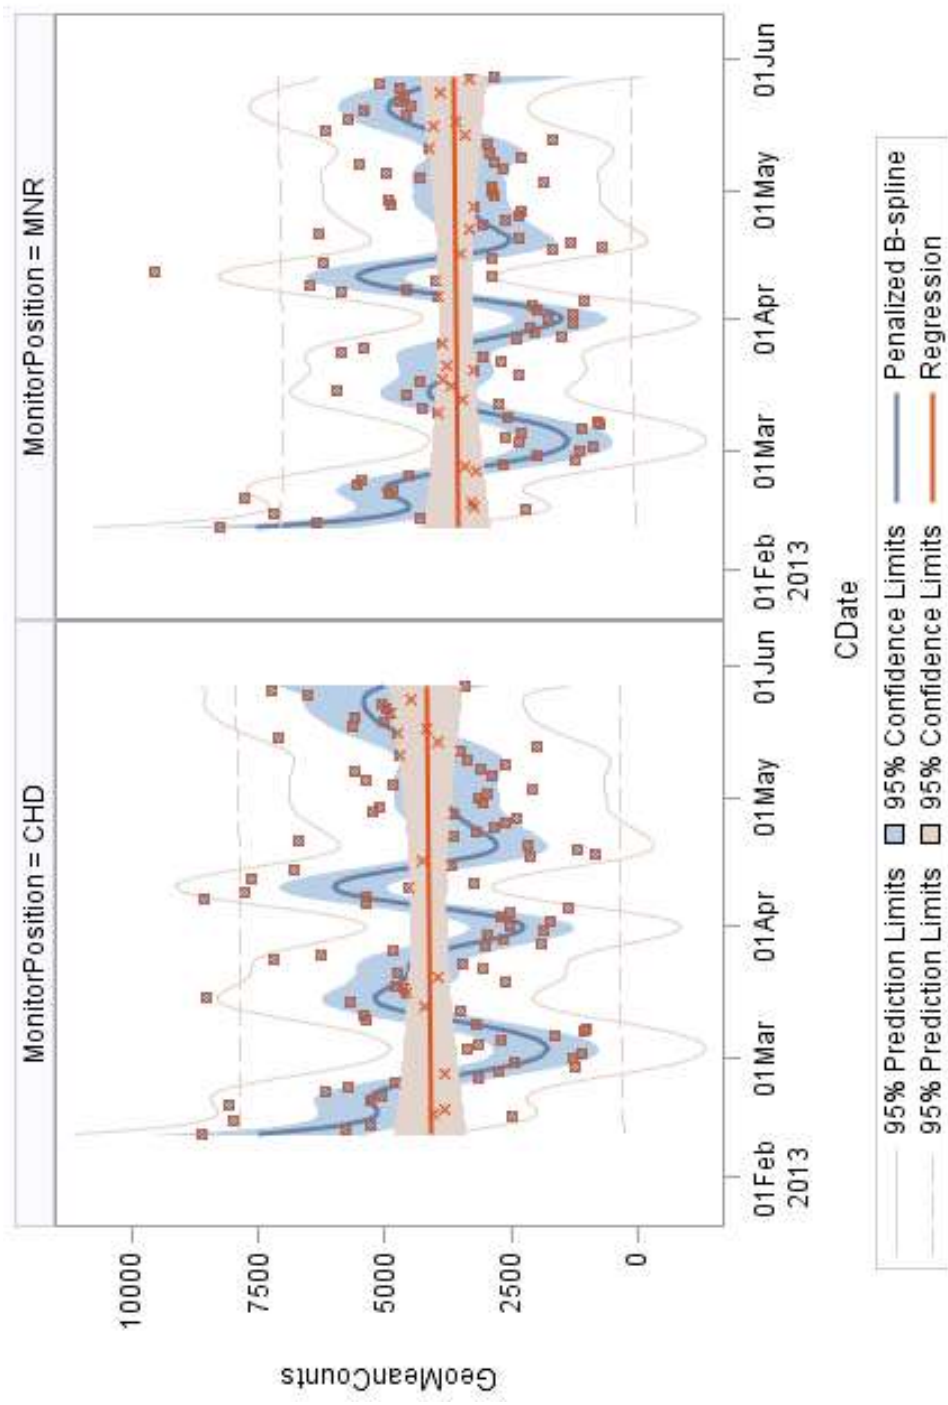 MonitorPosition = CHD
MonitorPosition = MNR
GeoMeanCounts
10000
7500
5000
2500
0
01Feb 01Mar 01Apr 01May 01Jun
2013
01Feb 01Mar 01Apr 01May 01Jun
2013
CDate
95% Prediction Limits 95% Confidence Limits Penalized B-spline
95% Prediction Limits 95% Confidence Limits Regression